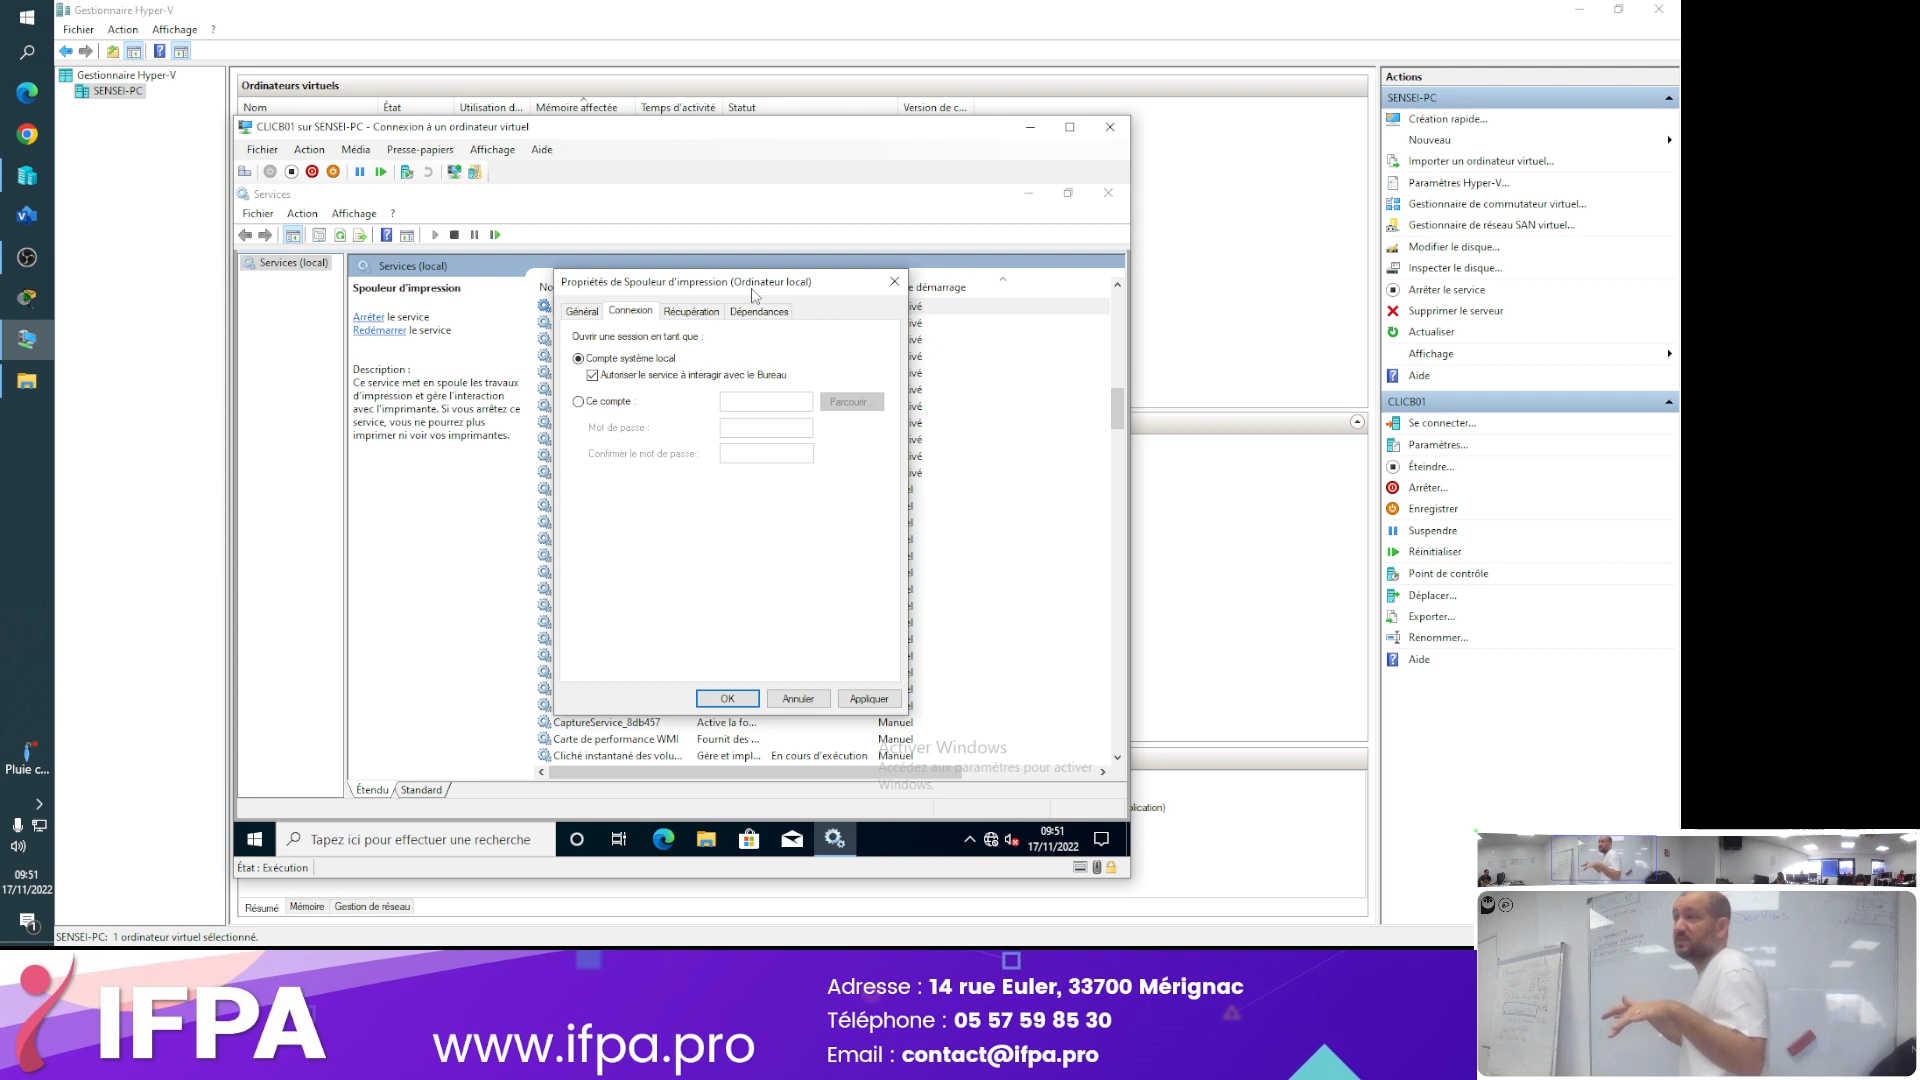 Gestionnaire Hyper-V
Fichier Action Affichage ?
Gestionnaire Hyper-V
SENSEI-PC
Ordinateurs virtuels
Nom État Utilisation d... Mémoire affectée Temps d'activité Statut Version de c...
CLICB01 sur SENSEI-PC - Connexion à un ordinateur virtuel
Fichier Action Média Presse-papiers Affichage Aide
Services
Fichier Action Affichage ?
Services (local)
Services (local)
Spouleur d'impression
Arrêter le service
Redémarrer le service
Description :
Ce service met en spoule les travaux
d'impression et gère l'interaction
avec l'imprimante. Si vous arrêtez ce
service, vous ne pourrez plus
imprimer ni voir vos imprimantes.
Propriétés de Spouleur d'impression (Ordinateur local)
Général Connexion Récupération Dépendances
Ouvrir une session en tant que :
Compte système local
Autoriser le service à interagir avec le Bureau
Ce compte : Parcourir...
Mot de passe :
Confirmer le mot de passe :
OK Annuler Appliquer
CaptureService_8db457 Active la fo... Manuel
Carte de performance WMI Fournit des ... Manuel
Cliché instantané des volu... Gère et impl... En cours d'exécution Manuel
Activer Windows
Accédez aux paramètres pour activer
Windows.
Étendu Standard
Tapez ici pour effectuer une recherche
09:51
17/11/2022
État : Exécution
Résumé Mémoire Gestion de réseau
SENSEI-PC: 1 ordinateur virtuel sélectionné.
Actions
SENSEI-PC
Création rapide...
Nouveau
Importer un ordinateur virtuel...
Paramètres Hyper-V...
Gestionnaire de commutateur virtuel...
Gestionnaire de réseau SAN virtuel...
Modifier le disque...
Inspecter le disque...
Arrêter le service
Supprimer le serveur
Actualiser
Affichage
Aide
CLICB01
Se connecter...
Paramètres...
Éteindre...
Arrêter...
Enregistrer
Suspendre
Réinitialiser
Point de contrôle
Déplacer...
Exporter...
Renommer...
Aide
Pluie c...
09:51
17/11/2022
1
IFPA
www.ifpa.pro
Adresse : 14 rue Euler, 33700 Mérignac
Téléphone : 05 57 59 85 30
Email : contact@ifpa.pro